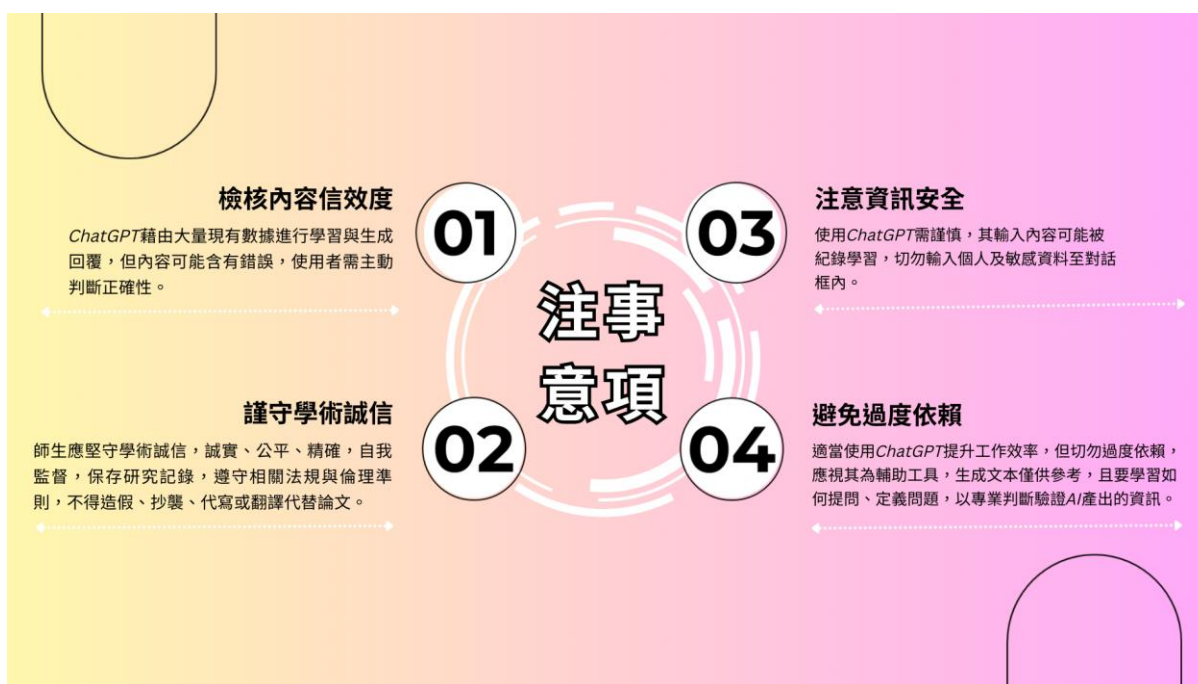 檢核內容信效度
01
ChatGPT藉由大量現有數據進行學習與生成
回覆，但內容可能含有錯誤，使用者需主動
判斷正確性。
謹守學術誠信
02
師生應堅守學術誠信，誠實、公平、精確，自我
監督，保存研究記錄，遵守相關法規與倫理準
則，不得造假、抄襲、代寫或翻譯代替論文。
注事
意項
03
注意資訊安全
使用ChatGPT需謹慎，其輸入內容可能被
紀錄學習，切勿輸入個人及敏感資料至對話
框內。
04
避免過度依賴
適當使用ChatGPT提升工作效率，但切勿過度依賴，
應視其為輔助工具，生成文本僅供參考，且要學習如
何提問、定義問題，以專業判斷驗證AI產出的資訊。